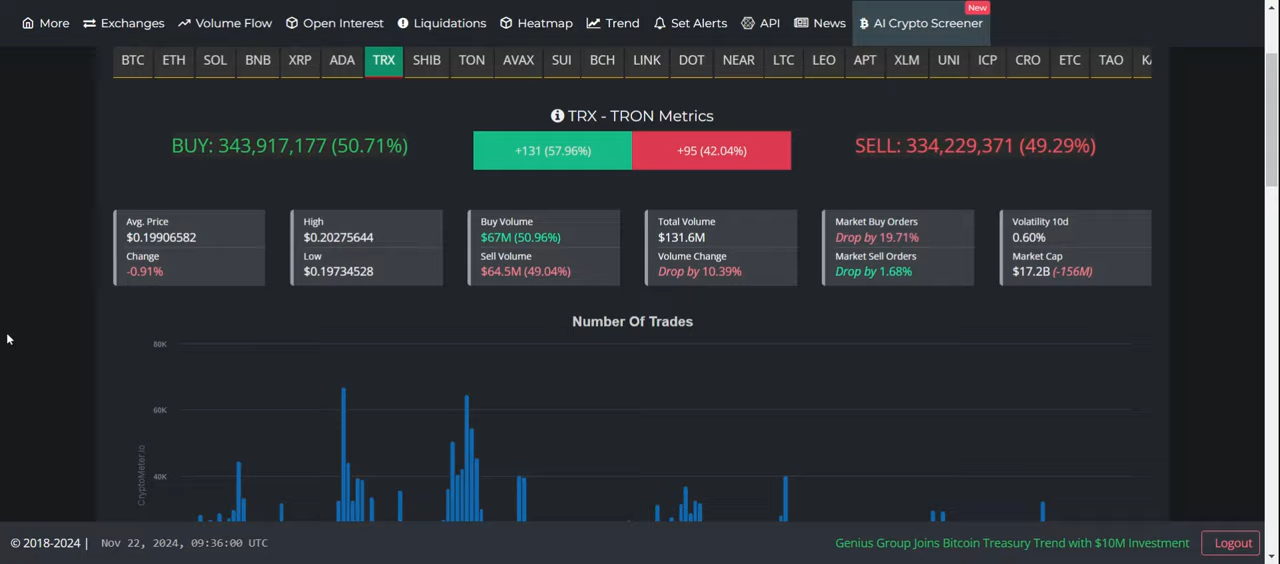 More Exchanges Volume Flow Open Interest Liquidations Heatmap Trend Set Alerts API News AI Crypto Screener New
BTC ETH SOL BNB XRP ADA TRX SHIB TON AVAX SUI BCH LINK DOT NEAR LTC LEO APT XLM UNI ICP CRO ETC TAO
TRX - TRON Metrics
BUY: 343,917,177 (50.71%) +131 (57.96%) +95 (42.04%) SELL: 334,229,371 (49.29%)
Avg. Price High Buy Volume Total Volume Market Buy Orders Volatility 10d
$0.19906582 $0.20275644 $67M (50.96%) $131.6M Drop by 19.71% 0.60%
Change Low Sell Volume Volume Change Market Sell Orders Market Cap
-0.91% $0.19734528 $64.5M (49.04%) Drop by 10.39% Drop by 1.68% $17.2B (-156M)
Number Of Trades
80K
60K
40K
CryptoMeter.io
© 2018-2024 | Nov 22, 2024, 09:36:00 UTC Genius Group Joins Bitcoin Treasury Trend with $10M Investment Logout